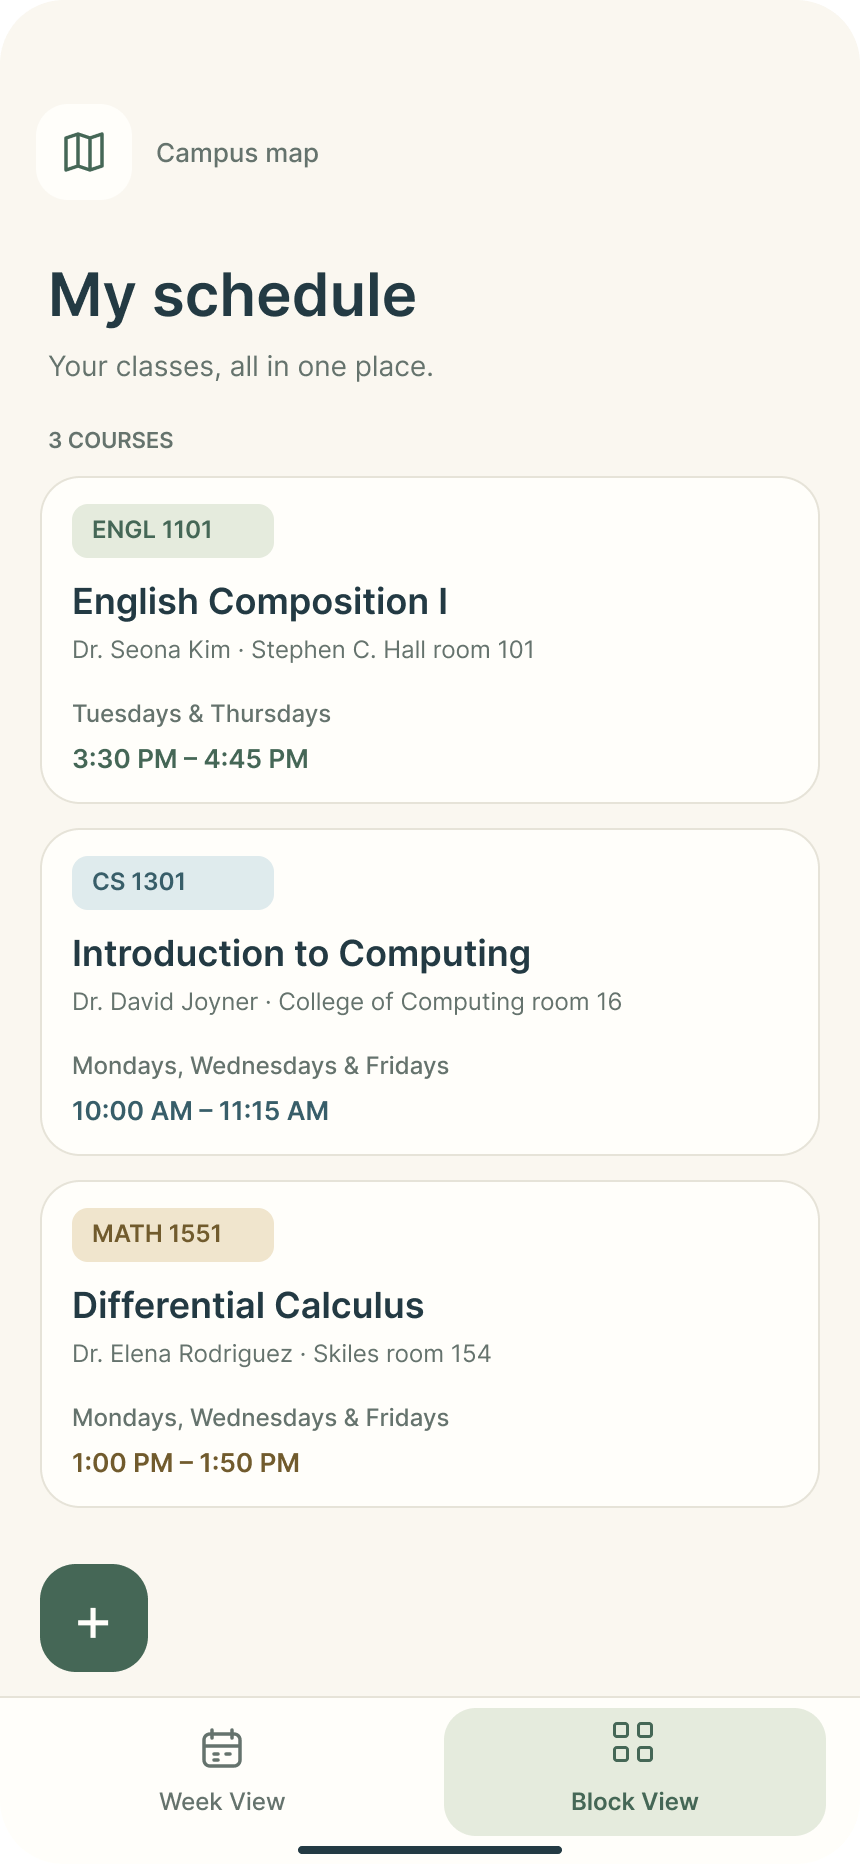 Campus map
My schedule
Your classes, all in one place.
3 COURSES
ENGL 1101
English Composition I
Dr. Seona Kim · Stephen C. Hall room 101
Tuesdays & Thursdays
3:30 PM – 4:45 PM
CS 1301
Introduction to Computing
Dr. David Joyner · College of Computing room 16
Mondays, Wednesdays & Fridays
10:00 AM – 11:15 AM
MATH 1551
Differential Calculus
Dr. Elena Rodriguez · Skiles room 154
Mondays, Wednesdays & Fridays
1:00 PM – 1:50 PM
+
Week View
Block View